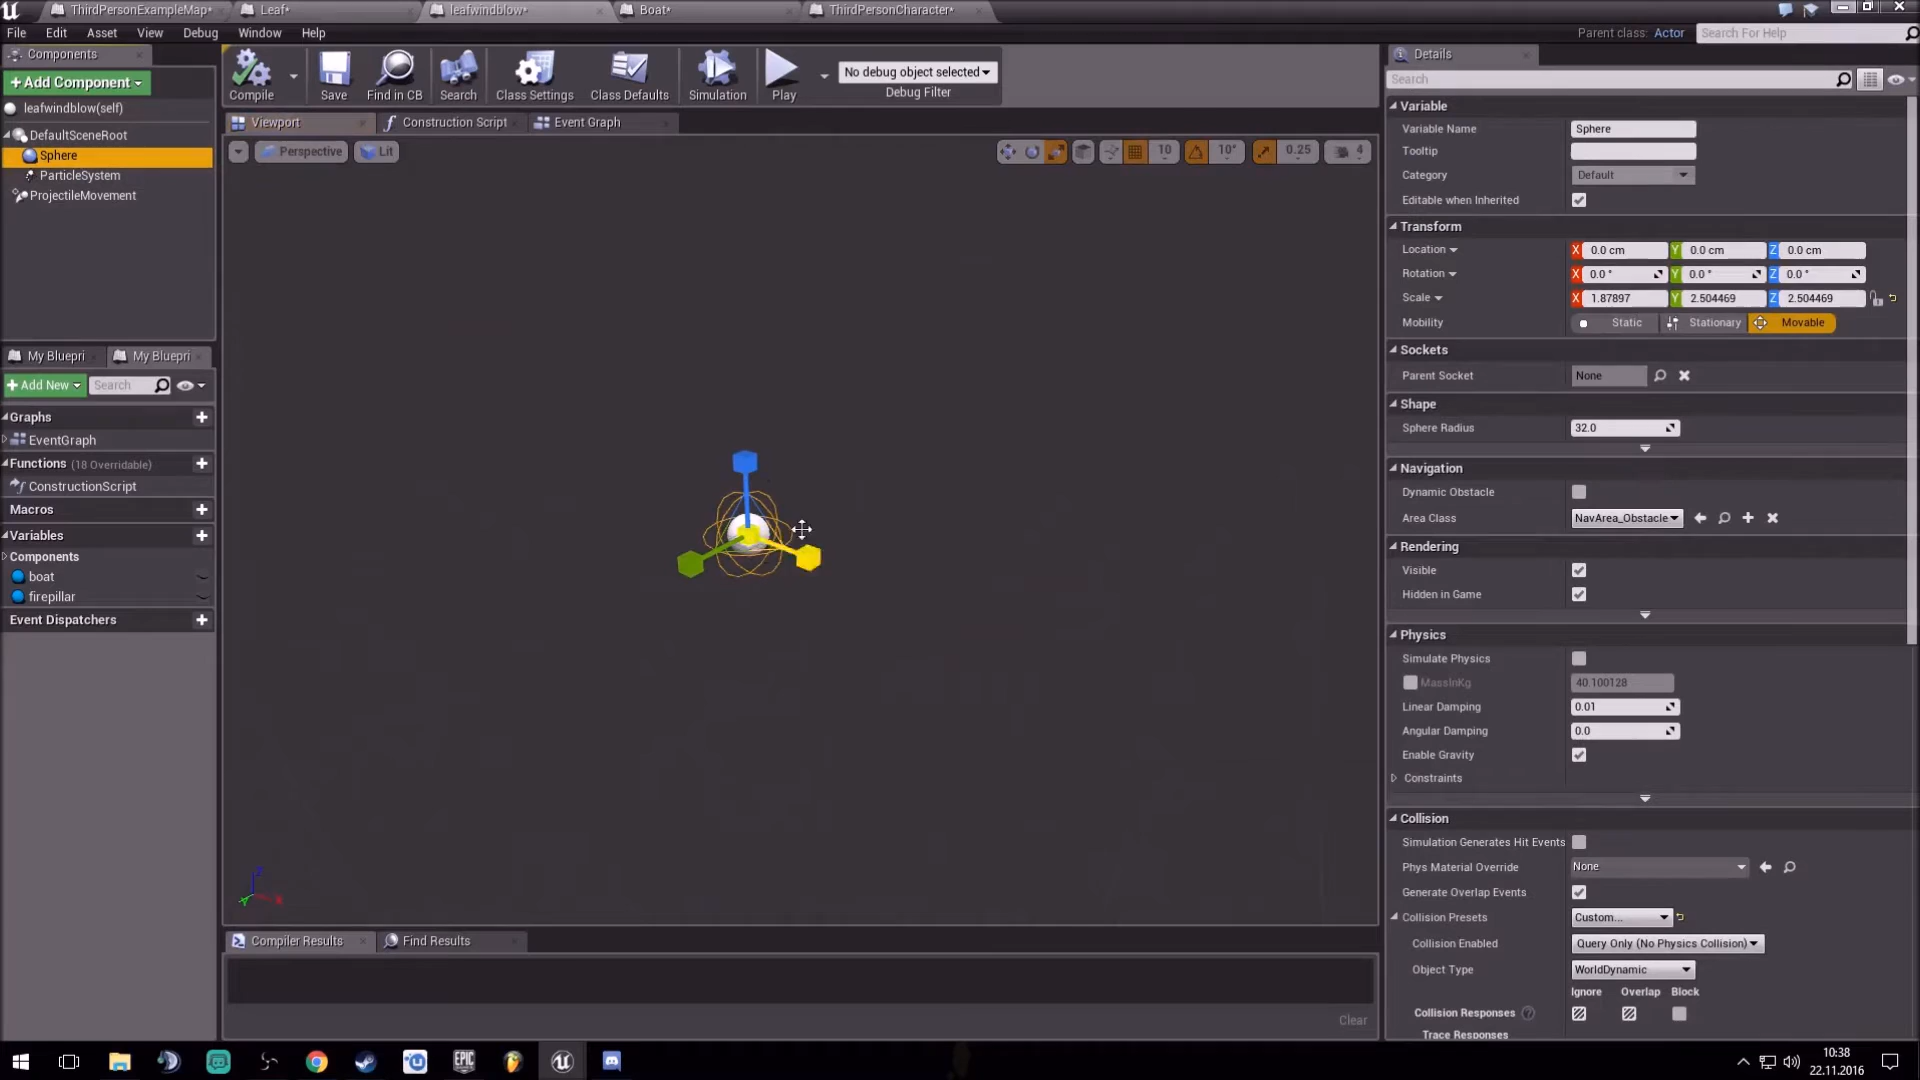 ThirdPersonExampleMap*
Leaf*
leafwindblow*
Boat*
ThirdPersonCharacter*
File Edit Asset Debug View Window Help
Parent class: Actor
Search For Help
Components
+Add Component
leafwindblow(self)
DefaultSceneRoot
Sphere
ParticleSystem
ProjectileMovement
Compile
Save
Find in CB
Search
Class Settings
Class Defaults
Simulation
Play
No debug object selected
Debug Filter
Viewport
Construction Script
Event Graph
Perspective
Lit
10
10°
0.25
4
My Bluepri
My Bluepri
+Add New
Search
Graphs
EventGraph
Functions (18 Overridable)
ConstructionScript
Macros
Variables
Components
boat
firepillar
Event Dispatchers
Z
X
Y
Compiler Results
Find Results
Clear
Details
Search
Variable
Variable Name Sphere
Tooltip
Category Default
Editable when Inherited
Transform
Location X 0.0 cm Y 0.0 cm Z 0.0 cm
Rotation X 0.0 ° Y 0.0 ° Z 0.0 °
Scale X 1.87897 Y 2.504469 Z 2.504469
Mobility Static Stationary Movable
Sockets
Parent Socket None
Shape
Sphere Radius 32.0
Navigation
Dynamic Obstacle
Area Class NavArea_Obstacle
Rendering
Visible
Hidden in Game
Physics
Simulate Physics
MassInKg 40.100128
Linear Damping 0.01
Angular Damping 0.0
Enable Gravity
Constraints
Collision
Simulation Generates Hit Events
Phys Material Override None
Generate Overlap Events
Collision Presets Custom...
Collision Enabled Query Only (No Physics Collision)
Object Type WorldDynamic
Ignore Overlap Block
Collision Responses
Trace Responses
EPIC
10:38
22.11.2016